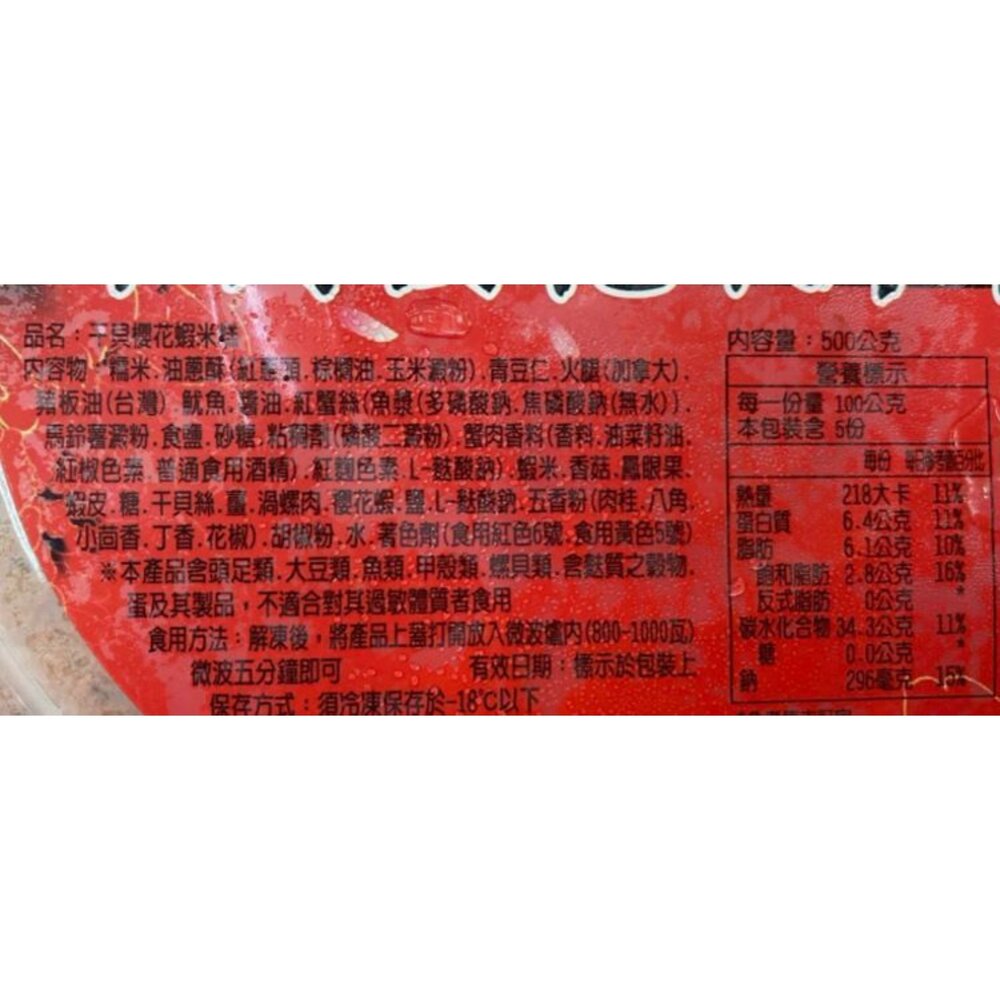 品名：干貝櫻花蝦米糕
內容物：糯米.油蔥酥(紅蔥頭.棕櫚油.玉米澱粉).青豆仁.火腿(加拿大).
豬板油(台灣).魷魚.醬油.紅蟹絲(魚漿(多磷酸鈉.焦磷酸鈉(無水)).
馬鈴薯澱粉.食鹽.砂糖.粘稠劑(磷酸二澱粉).蟹肉香料(香料.油菜籽油.
紅椒色素.普通食用酒精).紅麴色素.L-麩酸鈉).蝦米.香菇.鳳眼果.
蝦皮.糖.干貝絲.薑.渦螺肉.櫻花蝦.鹽.L-麩酸鈉.五香粉(肉桂.八角.
小茴香.丁香.花椒).胡椒粉.水.著色劑(食用紅色6號.食用黃色5號)
※本產品含頭足類.大豆類.魚類.甲殼類.螺貝類.含麩質之穀物.
蛋及其製品，不適合對其過敏體質者食用
食用方法：解凍後，將產品上蓋打開放入微波爐內(800-1000瓦)
微波五分鐘即可 有效日期：標示於包裝上
保存方式：須冷凍保存於-18℃以下
內容量：500公克
營養標示
每一份量 100公克
本包裝含 5份
每份 每日參考值百分比
熱量 218大卡 11%
蛋白質 6.4公克 11%
脂肪 6.1公克 10%
飽和脂肪 2.8公克 16%
反式脂肪 0公克 *
碳水化合物 34.3公克 11%
糖 0.0公克 *
鈉 296毫克 15%